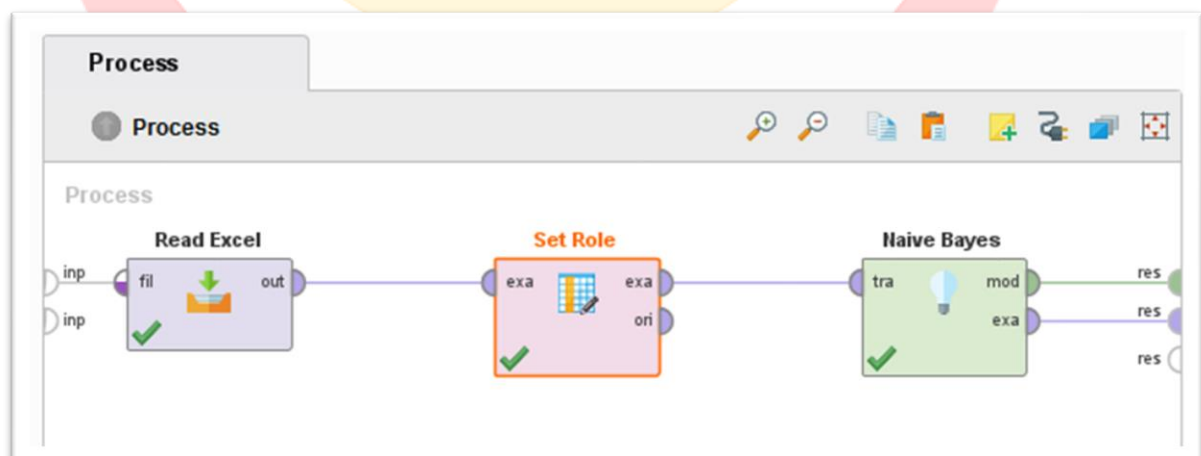 Process
Process
Process
Read Excel
Set Role
Naive Bayes
inp
fil
out
exa
exa
tra
mod
res
inp
ori
exa
res
res